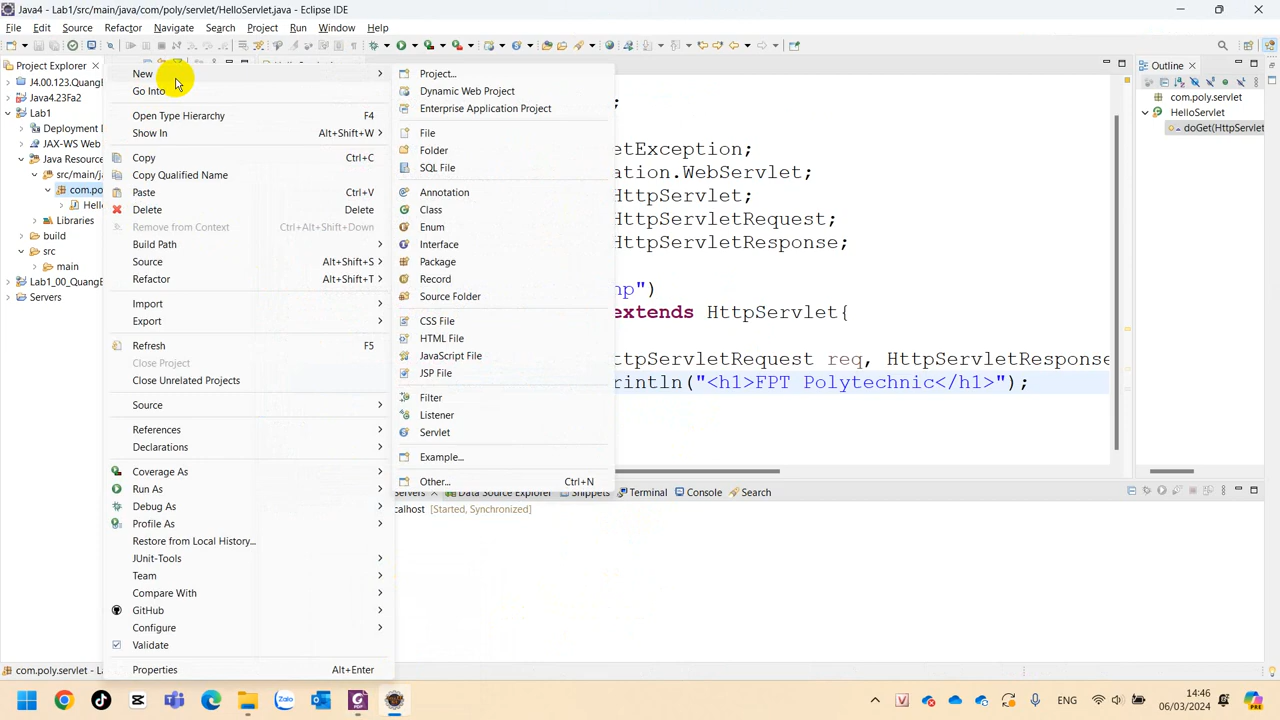 Java4 - Lab1/src/main/java/com/poly/servlet/HelloServlet.java - Eclipse IDE
File Edit Source Refactor Navigate Search Project Run Window Help
Project Explorer
J4.00.123.Quang
Java4.23Fa2
Lab1
Deployment
JAX-WS Web
Java Resource
src/main/j
com.po
Hell
Libraries
build
src
main
Lab1_00_Quang
Servers
New
Go Into
Open Type Hierarchy F4
Show In Alt+Shift+W
Copy Ctrl+C
Copy Qualified Name
Paste Ctrl+V
Delete Delete
Remove from Context Ctrl+Alt+Shift+Down
Build Path
Source Alt+Shift+S
Refactor Alt+Shift+T
Import
Export
Refresh F5
Close Project
Close Unrelated Projects
Source
References
Declarations
Coverage As
Run As
Debug As
Profile As
Restore from Local History...
JUnit-Tools
Team
Compare With
GitHub
Configure
Validate
Properties Alt+Enter
Project...
Dynamic Web Project
Enterprise Application Project
File
Folder
SQL File
Annotation
Class
Enum
Interface
Package
Record
Source Folder
CSS File
HTML File
JavaScript File
JSP File
Filter
Listener
Servlet
Example...
Other... Ctrl+N
;
etException;
ation.WebServlet;
HttpServlet;
HttpServletRequest;
HttpServletResponse;
hp")
extends HttpServlet{
ttpServletRequest req, HttpServletResponse
rintln("<h1>FPT Polytechnic</h1>");
Servers Data Source Explorer Snippets Terminal Console Search
calhost [Started, Synchronized]
Outline
com.poly.servlet
HelloServlet
doGet(HttpServlet
com.poly.servlet - La
Zalo
ENG
14:46
06/03/2024
PRE